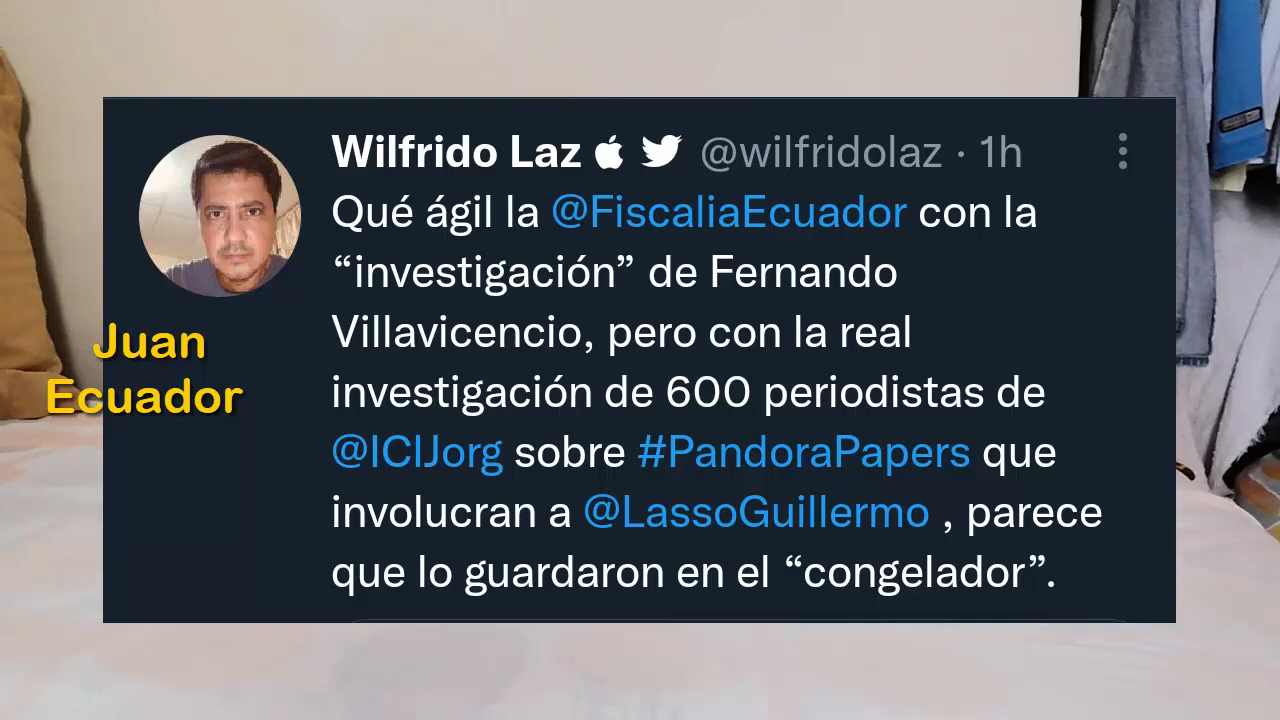 Wilfrido Laz @wilfridolaz · 1h
Qué ágil la @FiscaliaEcuador con la
“investigación” de Fernando
Villavicencio, pero con la real
investigación de 600 periodistas de
@ICIJorg sobre #PandoraPapers que
involucran a @LassoGuillermo , parece
que lo guardaron en el “congelador”.
Juan
Ecuador